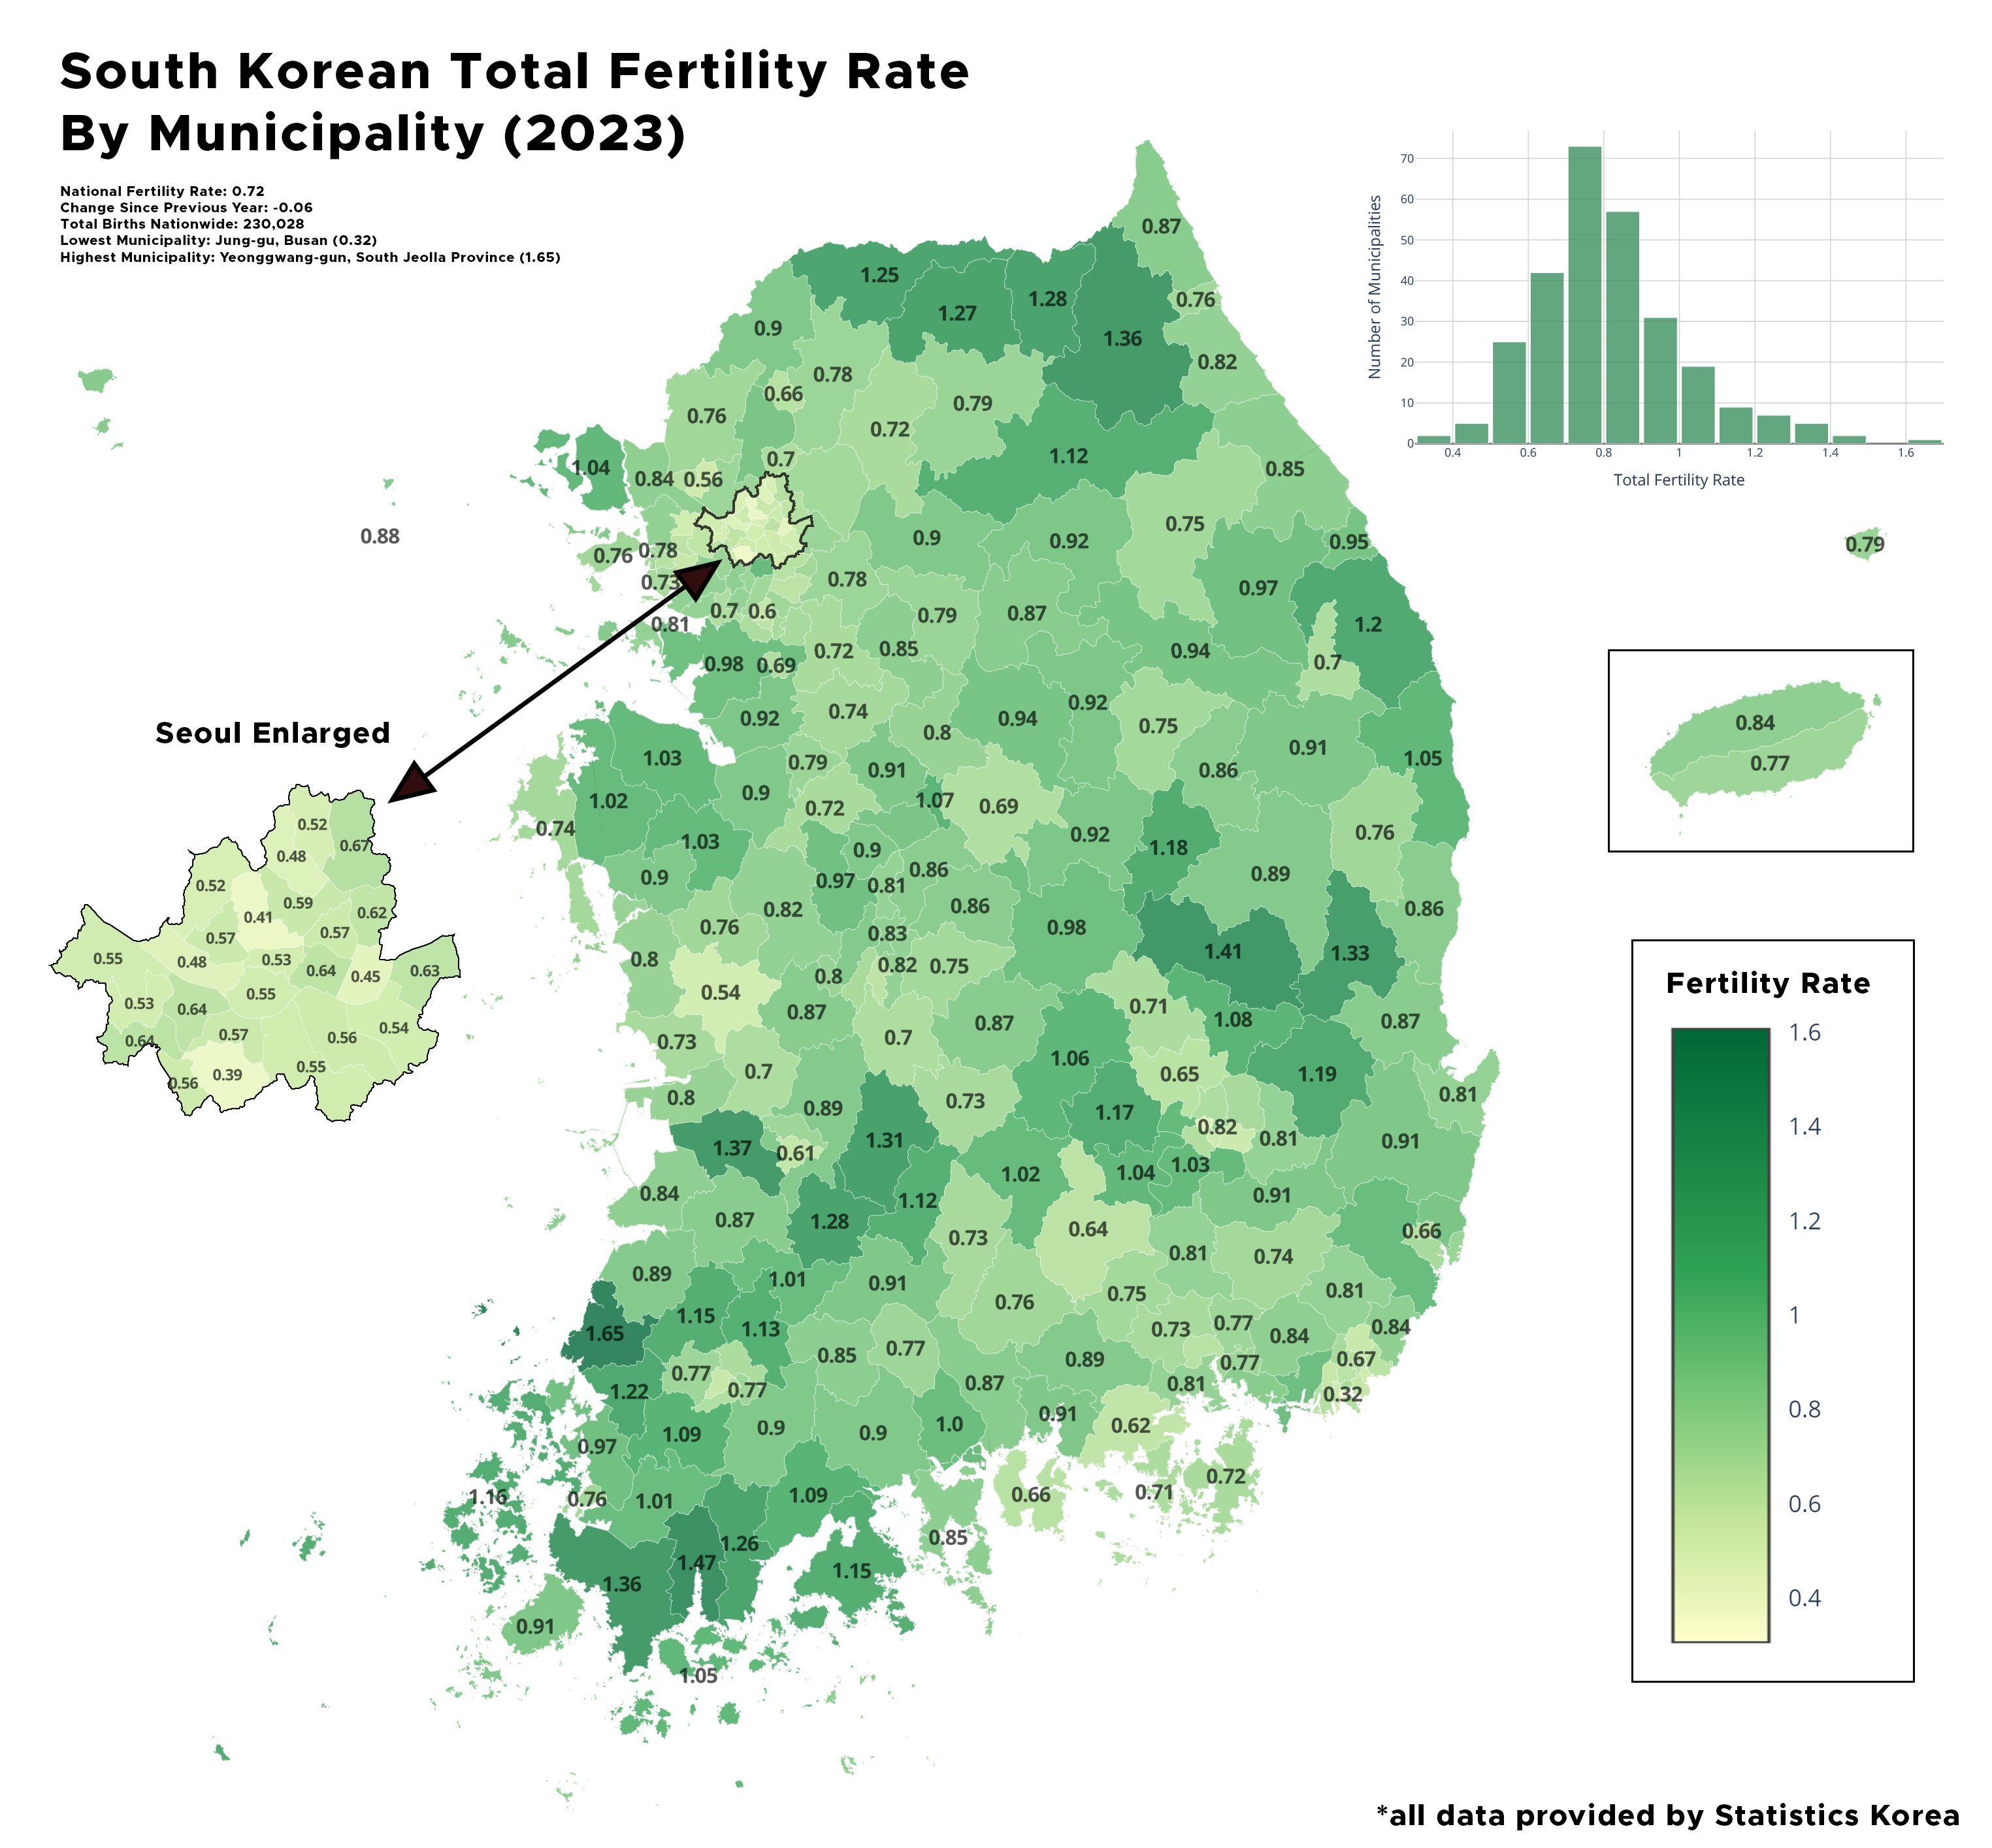 South Korean Total Fertility Rate
By Municipality (2023)
National Fertility Rate: 0.72
Change Since Previous Year: -0.06
Total Births Nationwide: 230,028
Lowest Municipality: Jung-gu, Busan (0.32)
Highest Municipality: Yeonggwang-gun, South Jeolla Province (1.65)
Number of Municipalities
70
60
50
40
30
20
10
0
0.4 0.6 0.8 1 1.2 1.4 1.6
Total Fertility Rate
0.87
1.25 1.28 0.76
1.27
0.9 1.36
0.82
0.78
0.66 0.79
0.76
0.72
0.7 1.12
1.04 0.84 0.56 0.85
0.75
0.88 0.9 0.92 0.95 0.79
0.76 0.78
0.73 0.78 0.97
0.7 0.6 0.79 0.87
0.81 1.2
0.72 0.85 0.94
0.98 0.69 0.7
0.92
0.92 0.74 0.94 0.75 0.84
0.8
Seoul Enlarged
1.03 0.79 0.91 0.91 1.05
0.86 0.77
1.02 0.9 0.72 1.07 0.69
0.74 1.03 0.92 0.76
0.9 1.18
0.9 0.97 0.81 0.86 0.89
0.82 0.86 0.86
0.76 0.83 0.98
0.8 0.82 0.75 1.41 1.33
0.8
0.54 0.71
0.87 0.87 1.08 0.87
0.73 0.7
0.7 1.06 0.65 1.19
0.8 0.89 0.73 1.17 0.81
0.82
1.37 0.61 1.31 0.81 0.91
1.02 1.04 1.03
0.84 1.12 0.91
0.87 1.28 0.73 0.64 0.66
0.81 0.74
0.89 1.01 0.91 0.75 0.81
0.76
1.65 1.15 1.13 0.73 0.77 0.84 0.84
0.85 0.77 0.89 0.77 0.67
0.77 0.77 0.87 0.81
1.22 0.32
0.97 1.09 0.9 0.9 1.0 0.91 0.62
1.16 0.76 1.01 1.09 0.66 0.71 0.72
0.85
1.26
1.36 1.47 1.15
0.91
1.05
0.52
0.48 0.67
0.52
0.41 0.59 0.62
0.57 0.57
0.55 0.48 0.53 0.64 0.45 0.63
0.53 0.64 0.55
0.64 0.57 0.56 0.54
0.56 0.39 0.55
Fertility Rate
1.6
1.4
1.2
1
0.8
0.6
0.4
*all data provided by Statistics Korea